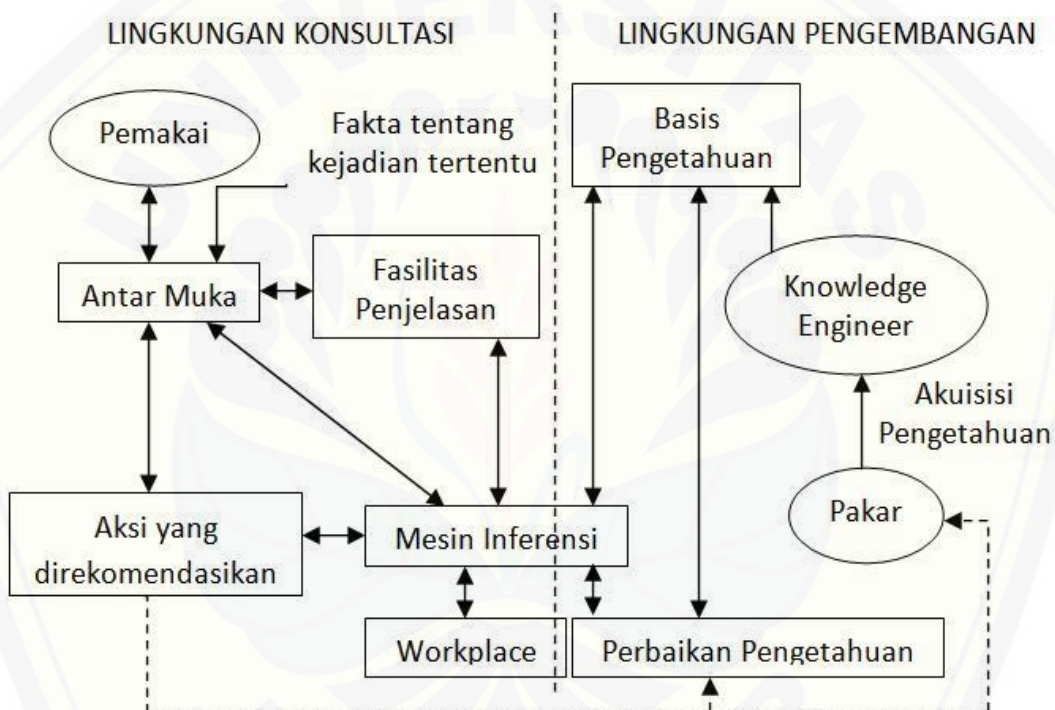 LINGKUNGAN KONSULTASI
LINGKUNGAN PENGEMBANGAN
Pemakai
Fakta tentang
kejadian tertentu
Basis
Pengetahuan
Antar Muka
Fasilitas
Penjelasan
Knowledge
Engineer
Akuisisi
Pengetahuan
Pakar
Aksi yang
direkomendasikan
Mesin Inferensi
Workplace
Perbaikan Pengetahuan
UNIVERSITAS